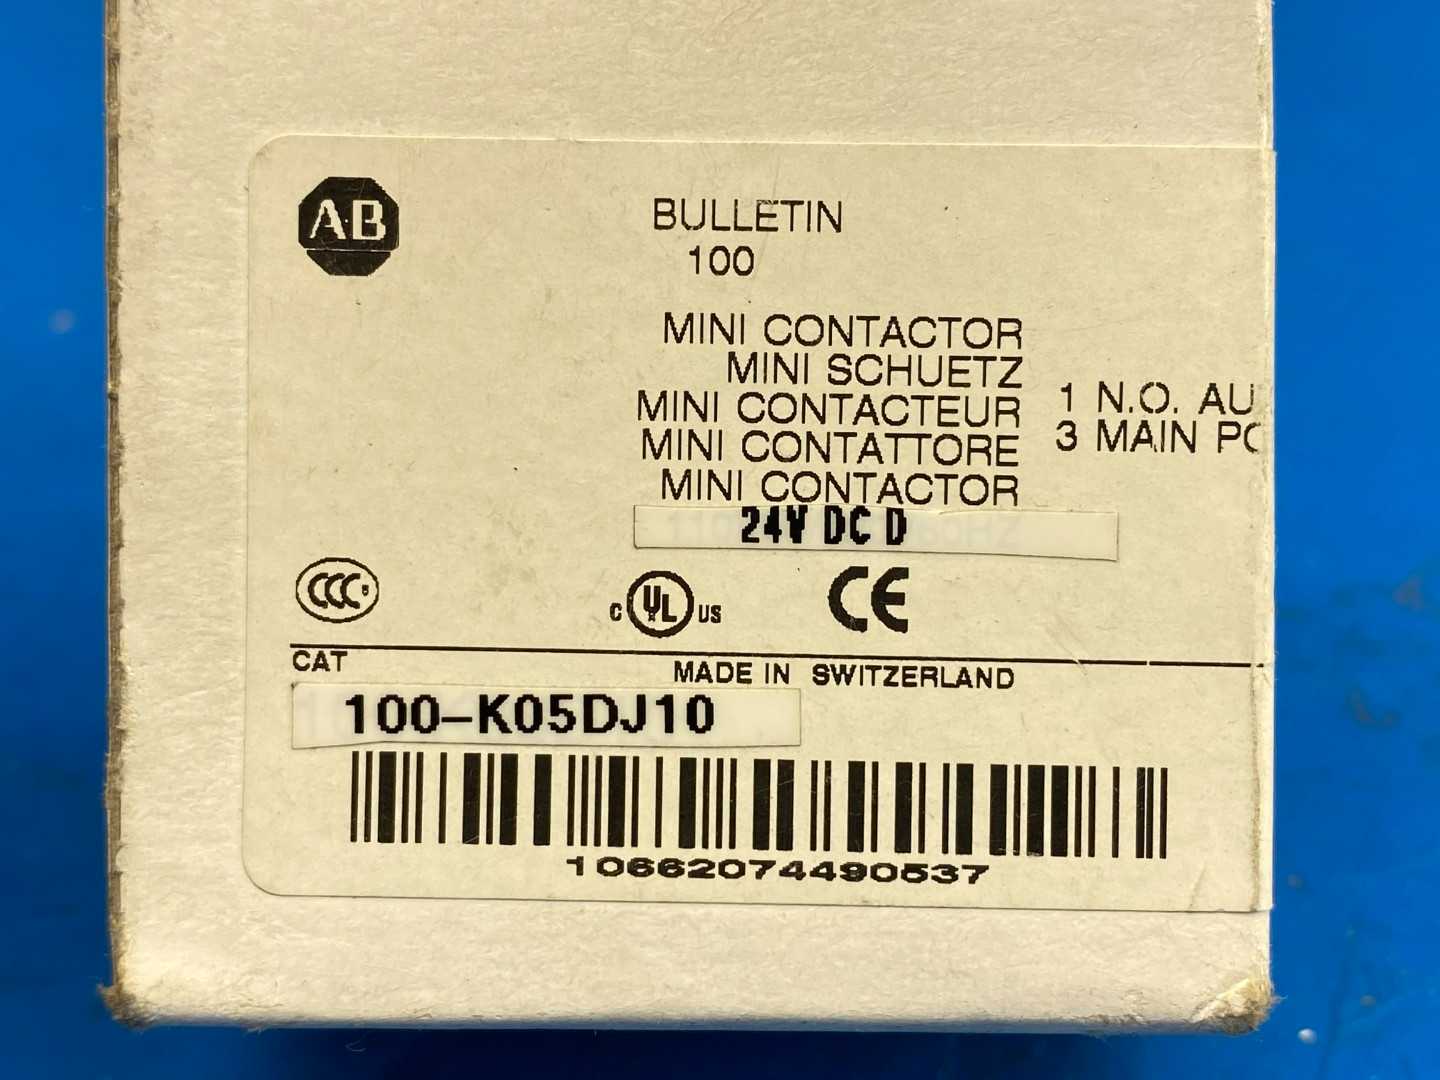 AB
BULLETIN
100
MINI CONTACTOR
MINI SCHUETZ
MINI CONTACTEUR
MINI CONTATTORE
MINI CONTACTOR
1 N.O. AU
3 MAIN PO
24V DC D
CCC
C UL US
CE
CAT
MADE IN SWITZERLAND
100-K05DJ10
10662074490537